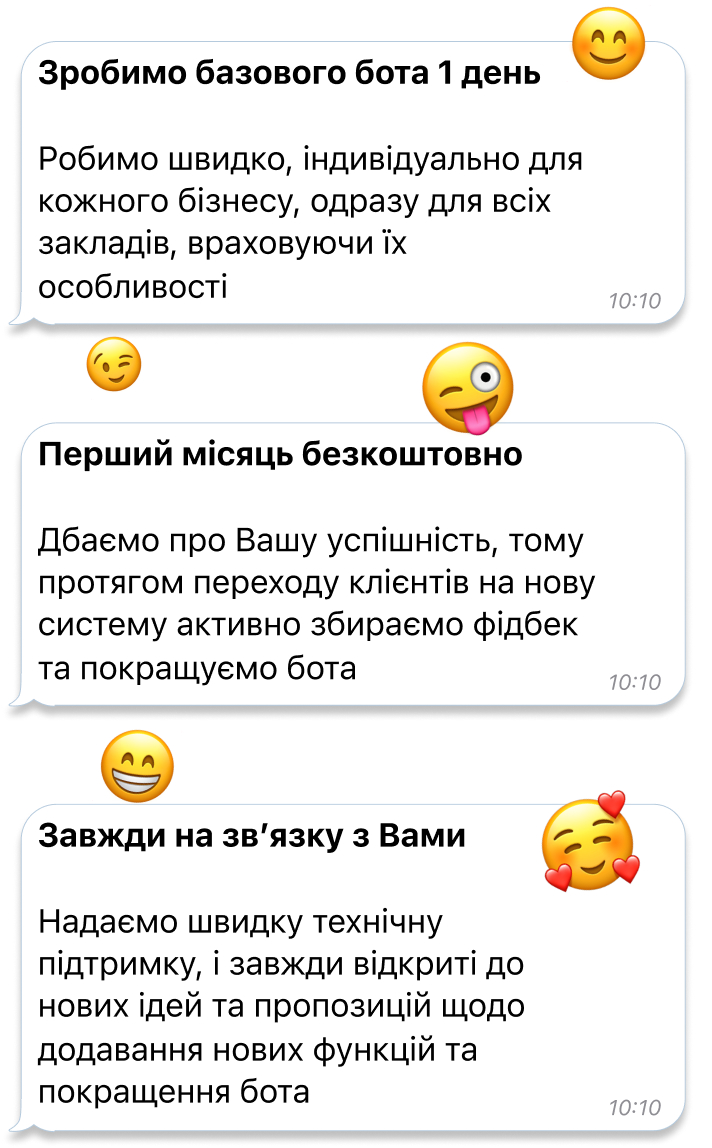 Зробимо базового бота 1 день
Робимо швидко, індивідуально для
кожного бізнесу, одразу для всіх
закладів, враховуючи їх
особливості
10:10
Перший місяць безкоштовно
Дбаємо про Вашу успішність, тому
протягом переходу клієнтів на нову
систему активно збираємо фідбек
та покращуємо бота
10:10
Завжди на зв’язку з Вами
Надаємо швидку технічну
підтримку, і завжди відкриті до
нових ідей та пропозицій щодо
додавання нових функцій та
покращення бота
10:10